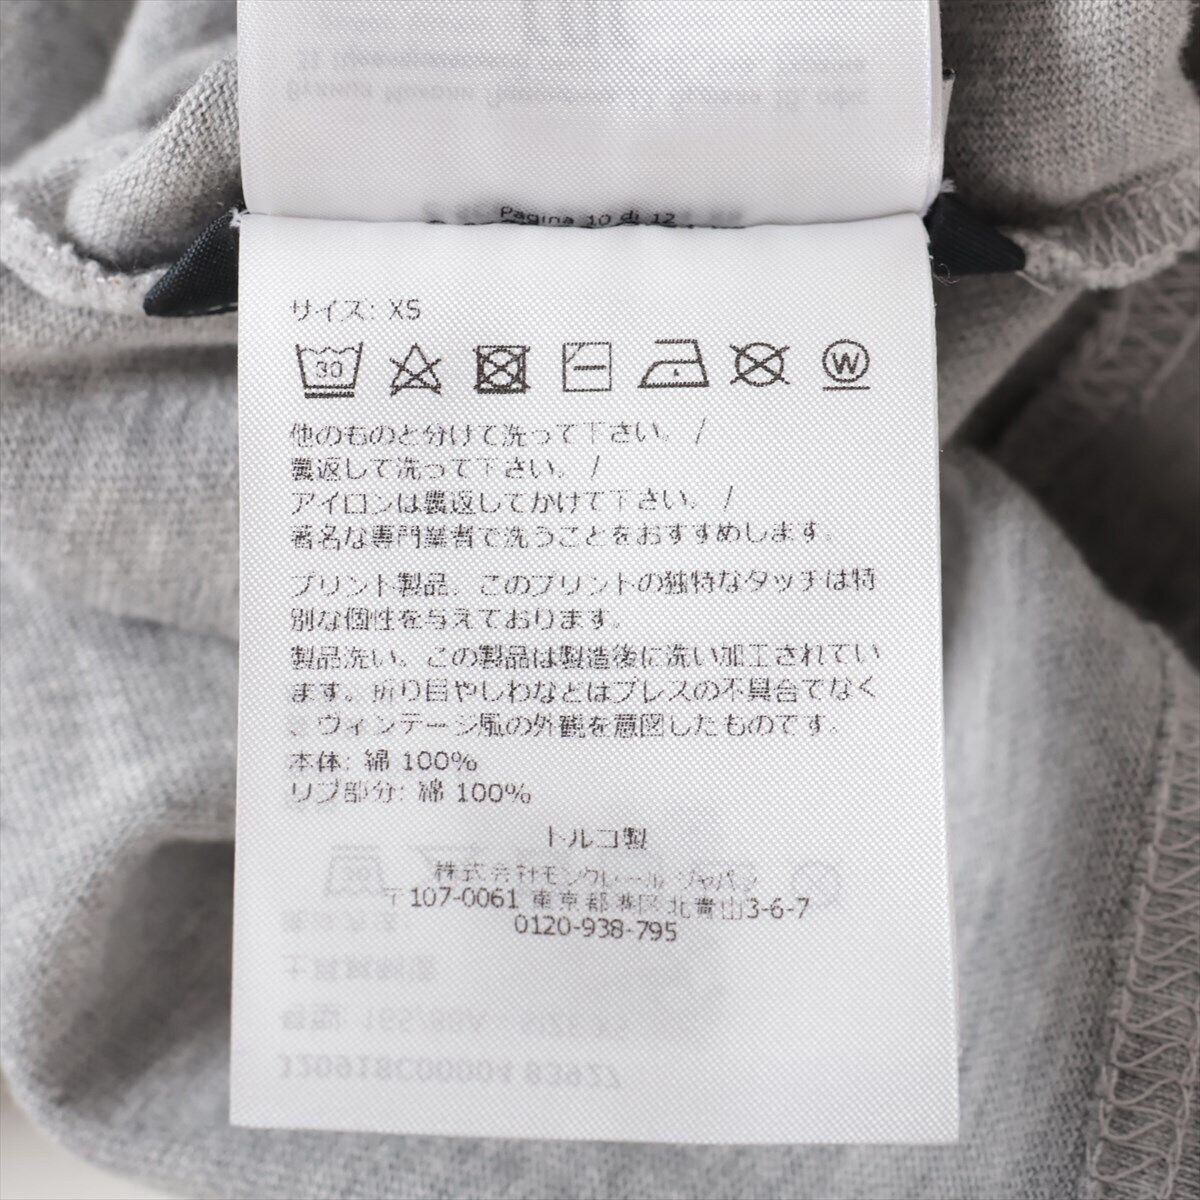 Pagina 10 di 12
サイズ: XS
30
W
他のものと分けて洗って下さい。 /
裏返して洗って下さい。 /
アイロンは裏返してかけて下さい。 /
著名な専門業者で洗うことをおすすめします。
プリント製品。このプリントの独特なタッチは特
別な個性を与えております。
製品洗い。この製品は製造後に洗い加工されてい
ます。折り目やしわなどはプレスの不具合でなく
、ヴィンテージ風の外観を意図したものです。
本体: 綿 100%
リブ部分: 綿 100%
トルコ製
株式会社モンクレール ジャパン
〒107-0061 東京都港区北青山3-6-7
0120-938-795